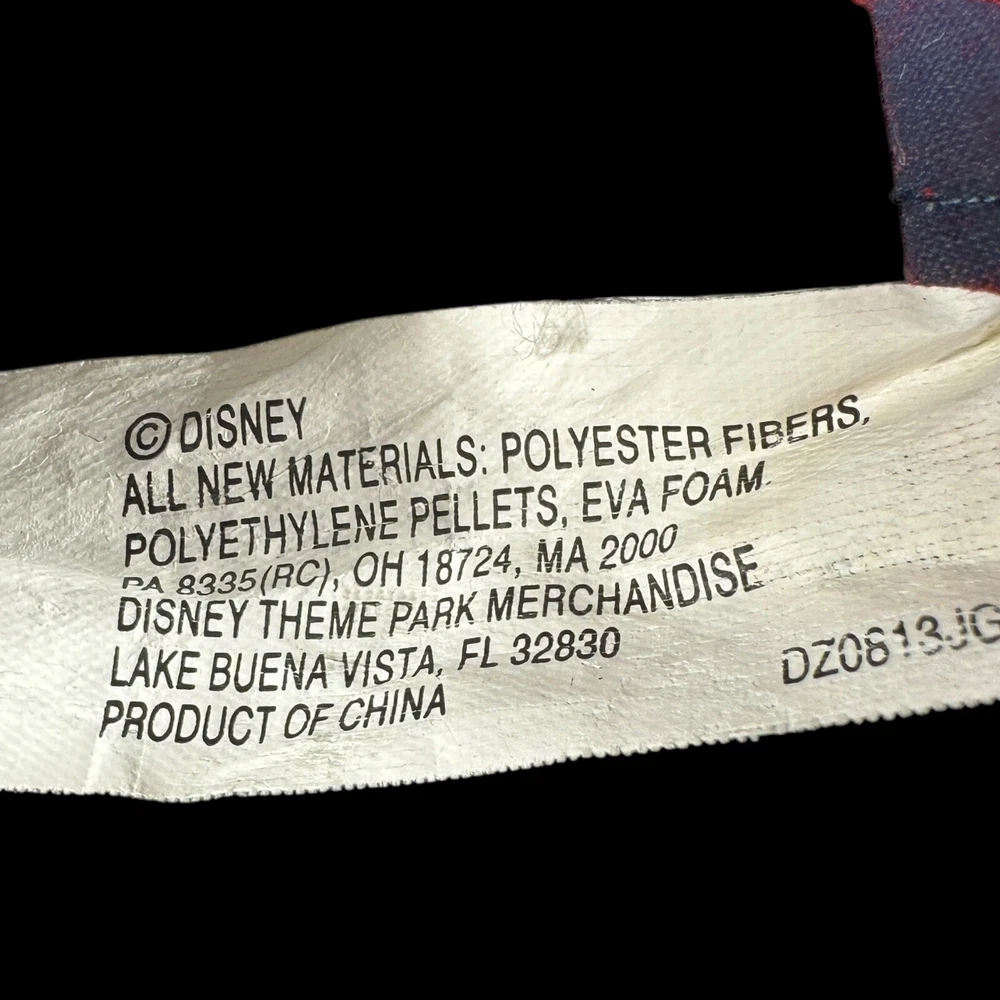 © DISNEY
ALL NEW MATERIALS: POLYESTER FIBERS,
POLYETHYLENE PELLETS, EVA FOAM.
PA 8335(RC), OH 18724, MA 2000
DISNEY THEME PARK MERCHANDISE
LAKE BUENA VISTA, FL 32830
DZ0813JG
PRODUCT OF CHINA